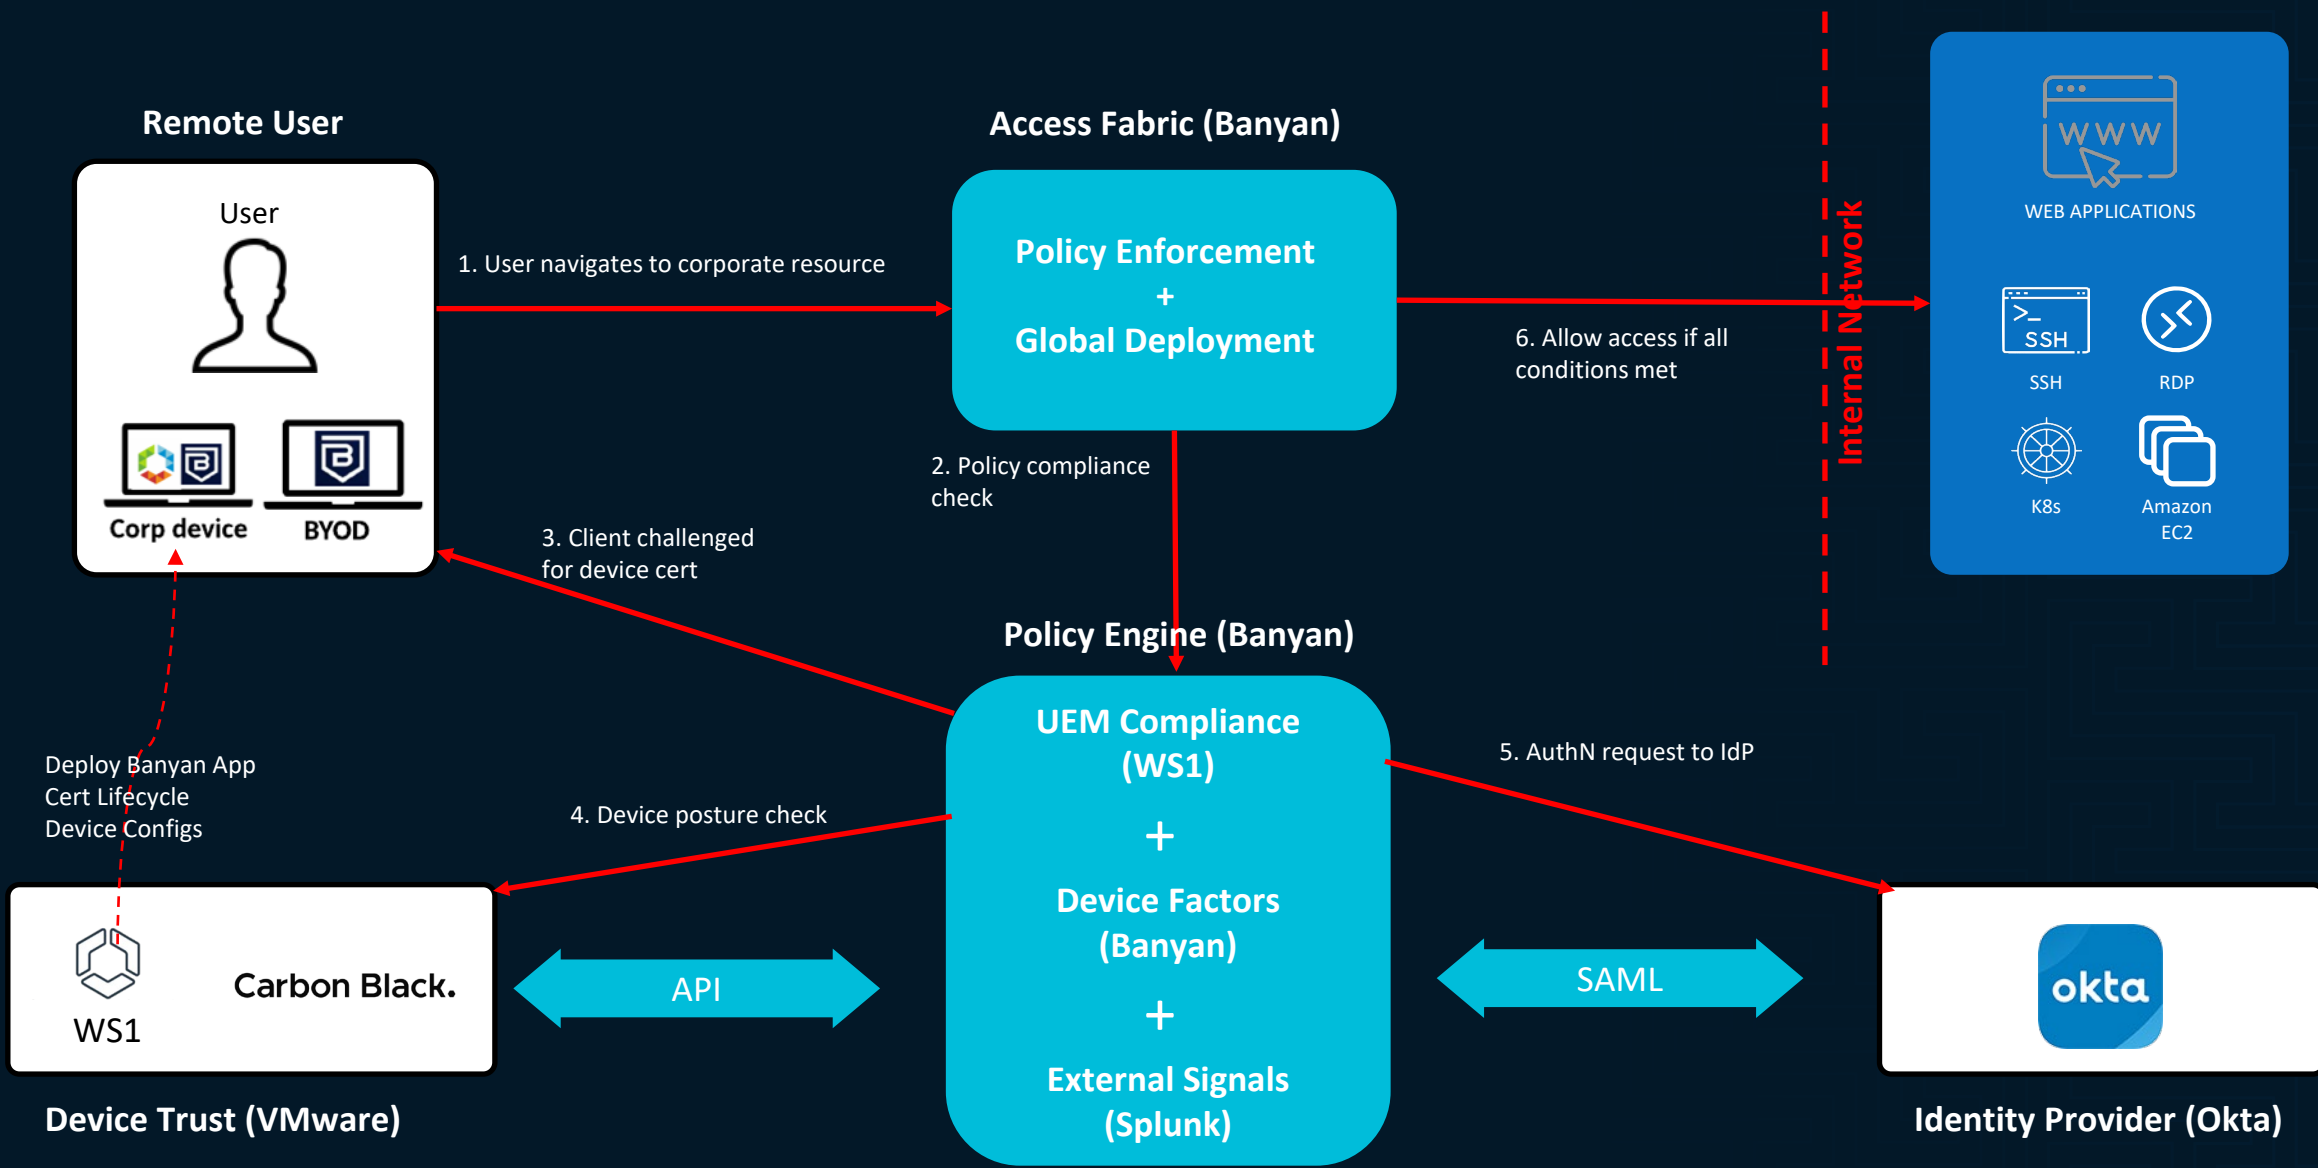 Remote User
User
Corp device
BYOD
1. User navigates to corporate resource
Access Fabric (Banyan)
Policy Enforcement
+
Global Deployment
2. Policy compliance
check
3. Client challenged
for device cert
6. Allow access if all
conditions met
Internal Network
WWW
WEB APPLICATIONS
>_
SSH
SSH
RDP
K8s
Amazon
EC2
Policy Engine (Banyan)
UEM Compliance
(WS1)
+
Device Factors
(Banyan)
+
External Signals
(Splunk)
Deploy Banyan App
Cert Lifecycle
Device Configs
4. Device posture check
5. AuthN request to IdP
WS1
Carbon Black.
API
SAML
okta
Device Trust (VMware)
Identity Provider (Okta)